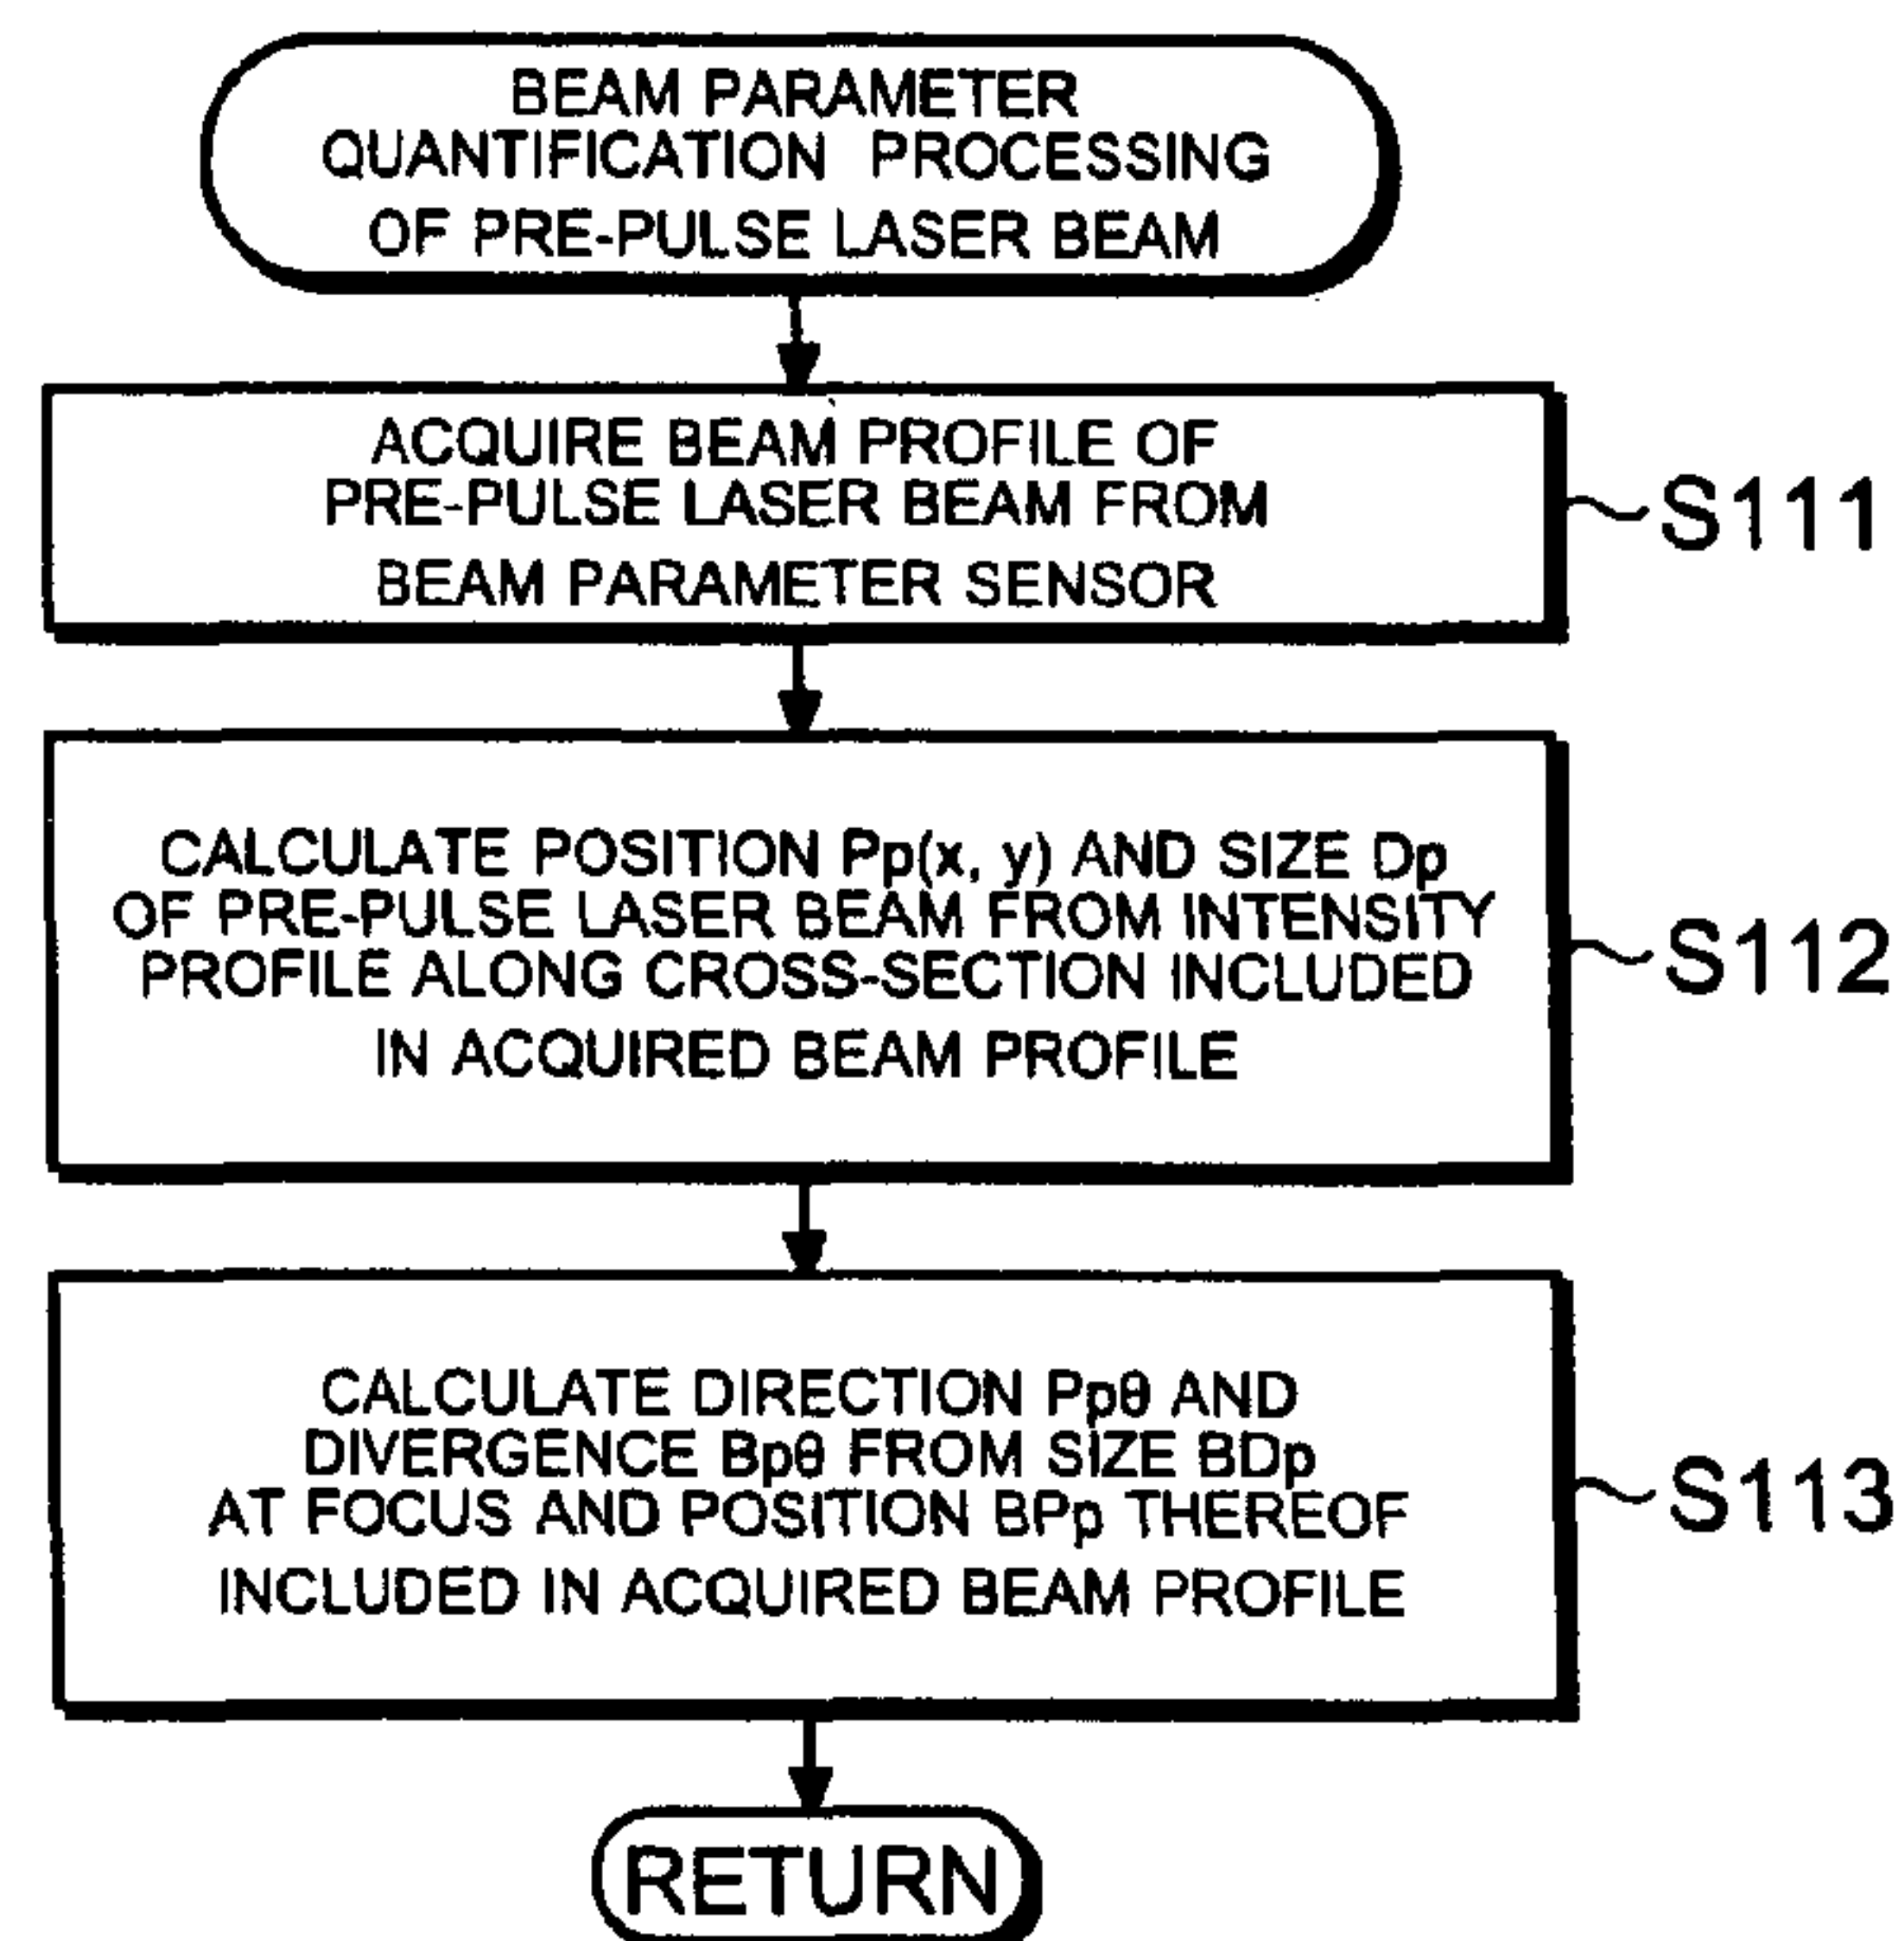 BEAM PARAMETER
QUANTIFICATION PROCESSING
OF PRE-PULSE LASER BEAM
ACQUIRE BEAM PROFILE OF
PRE-PULSE LASER BEAM FROM
BEAM PARAMETER SENSOR
S111
CALCULATE POSITION Pp(x, y) AND SIZE Dp
OF PRE-PULSE LASER BEAM FROM INTENSITY
PROFILE ALONG CROSS-SECTION INCLUDED
IN ACQUIRED BEAM PROFILE
S112
CALCULATE DIRECTION Ppθ AND
DIVERGENCE Bpθ FROM SIZE BDp
AT FOCUS AND POSITION BPp THEREOF
INCLUDED IN ACQUIRED BEAM PROFILE
S113
RETURN